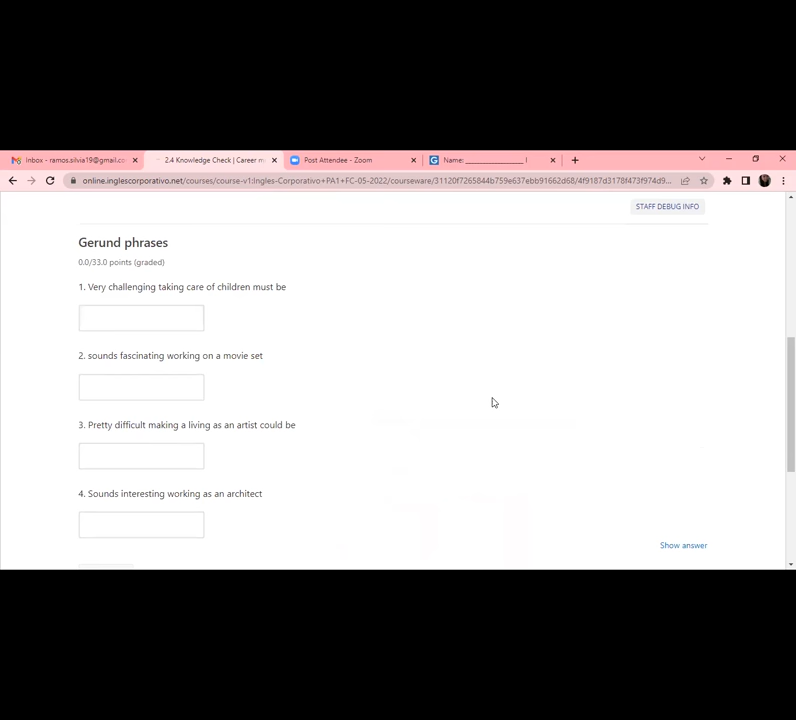 Inbox - ramos.silvia19@gmail.co
2.4 Knowledge Check | Career m
Post Attendee - Zoom
Name: ____________________ I
online.inglescorporativo.net/courses/course-v1:Ingles-Corporativo+PA1+FC-05-2022/courseware/31120f7265844b759e637ebb91662d68/4f9187d3178f473f974d9...
STAFF DEBUG INFO
Gerund phrases
0.0/33.0 points (graded)
1. Very challenging taking care of children must be
2. sounds fascinating working on a movie set
3. Pretty difficult making a living as an artist could be
4. Sounds interesting working as an architect
Show answer